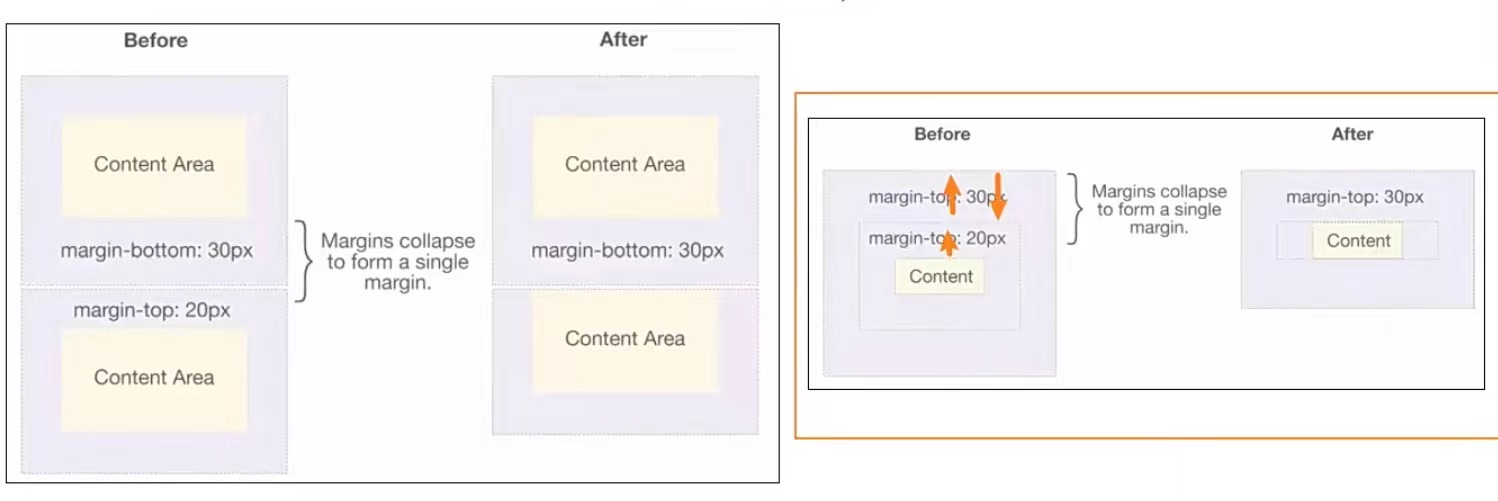 Before
After
Content Area
Content Area
margin-bottom: 30px
Margins collapse
to form a single
margin.
margin-bottom: 30px
margin-top: 20px
Content Area
Content Area
Before
After
margin-top: 30px
Margins collapse
to form a single
margin.
margin-top: 30px
margin-top: 20px
Content
Content